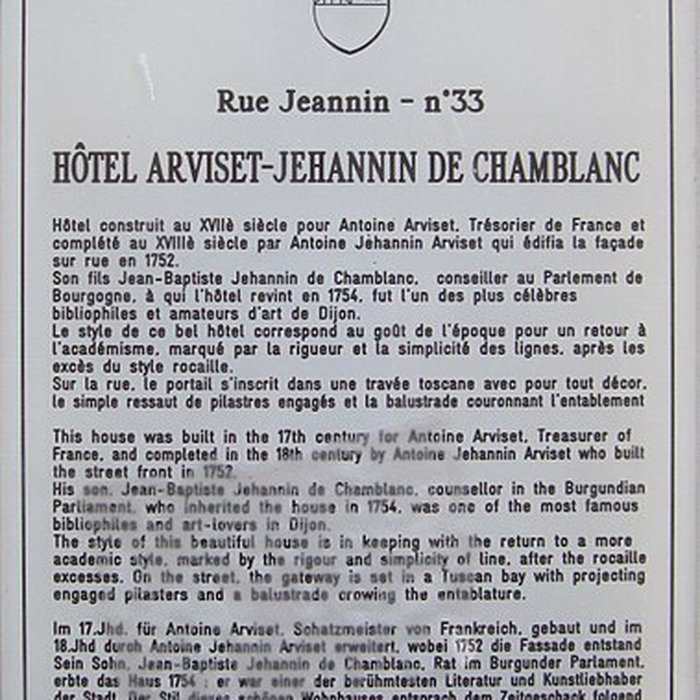 Rue Jeannin - n°33
HÔTEL ARVISET-JEHANNIN DE CHAMBLANC
Hôtel construit au XVIIè siècle pour Antoine Arviset, Trésorier de France et
complété au XVIIIè siècle par Antoine Jéhannin Arviset qui édifia la façade
sur rue en 1752.
Son fils Jean-Baptiste Jehannin de Chamblanc, conseiller au Parlement de
Bourgogne, à qui l'hôtel revint en 1754, fut l'un des plus célèbres
bibliophiles et amateurs d'art de Dijon.
Le style de ce bel hôtel correspond au goût de l'époque pour un retour à
l'académisme, marqué par la rigueur et la simplicité des lignes, après les
excès du style rocaille.
Sur la rue, le portail s'inscrit dans une travée toscane avec pour tout décor,
le simple ressaut de pilastres engagés et la balustrade couronnant l'entablement
This house was built in the 17th century for Antoine Arviset, Treasurer of
France, and completed in the 18th century by Antoine Jehannin Arviset who built
the street front in 1752.
His son, Jean-Baptiste Jehannin de Chamblanc, counsellor in the Burgundian
Parliament, who inherited the house in 1754, was one of the most famous
bibliophiles and art-lovers in Dijon.
The style of this beautiful house is in keeping with the return to a more
academic style, marked by the rigour and simplicity of line, after the rocaille
excesses. On the street, the gateway is set in a Tuscan bay with projecting
engaged pilasters and a balustrade crowing the entablature.
Im 17.Jhd. für Antoine Arviset, Schatzmeister von Frankreich, gebaut und im
18.Jhd durch Antoine Jehannin Arviset erweitert, wobei 1752 die Fassade entstand
Sein Sohn, Jean-Baptiste Jehannin de Chamblanc, Rat im Burgunder Parlament,
erbte das Haus 1754 ; er war einer der berühmtesten Literatur und Kunstliebhaber
der Stadt. Der Stil dieses schönen Wohnhauses entsprach dem Zeitgeschack folgend